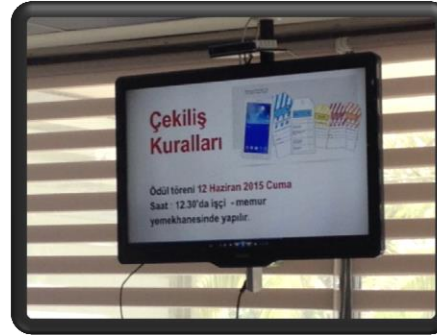 Çekiliş
Kuralları
Ödül töreni 12 Haziran 2015 Cuma
Saat : 12.30'da işçi - memur
yemekhanesinde yapılır.